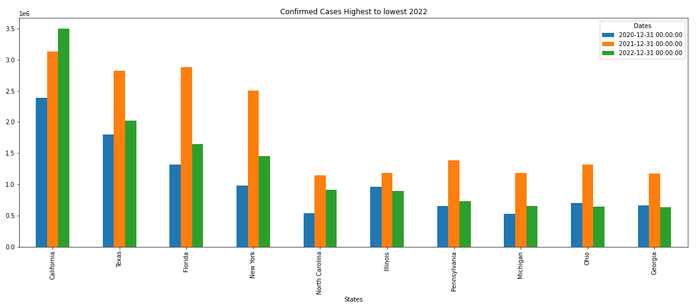 Confirmed Cases Highest to lowest 2022
1e6
3.5
3.0
2.5
2.0
1.5
1.0
0.5
0.0
Dates
2020-12-31 00:00:00
2021-12-31 00:00:00
2022-12-31 00:00:00
California
Texas
Florida
New York
North Carolina
Illinois
Pennsylvania
Michigan
Ohio
Georgia
States